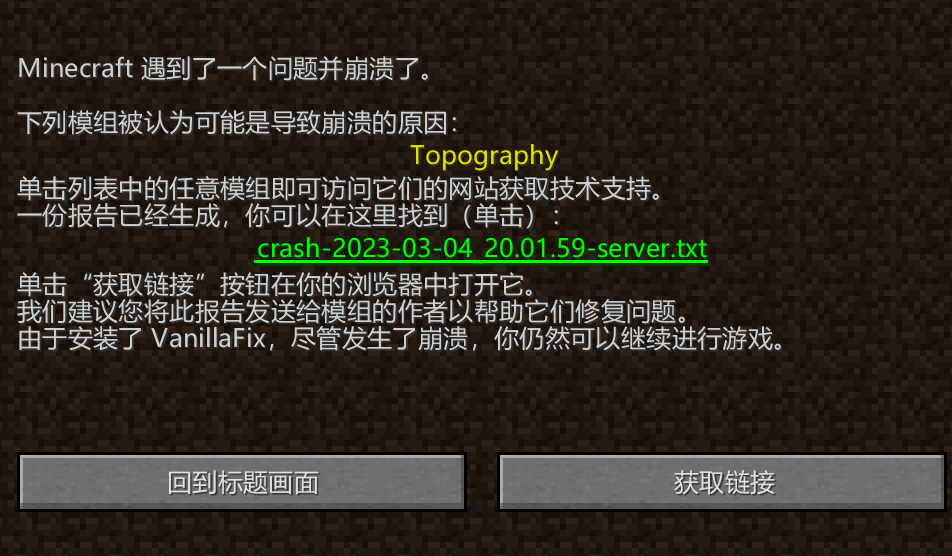 Minecraft 遇到了一个问题并崩溃了。
下列模组被认为可能是导致崩溃的原因：
Topography
单击列表中的任意模组即可访问它们的网站获取技术支持。
一份报告已经生成，你可以在这里找到（单击）：
crash-2023-03-04_20.01.59-server.txt
单击“获取链接”按钮在你的浏览器中打开它。
我们建议您将此报告发送给模组的作者以帮助它们修复问题。
由于安装了 VanillaFix，尽管发生了崩溃，你仍然可以继续进行游戏。
回到标题画面
获取链接